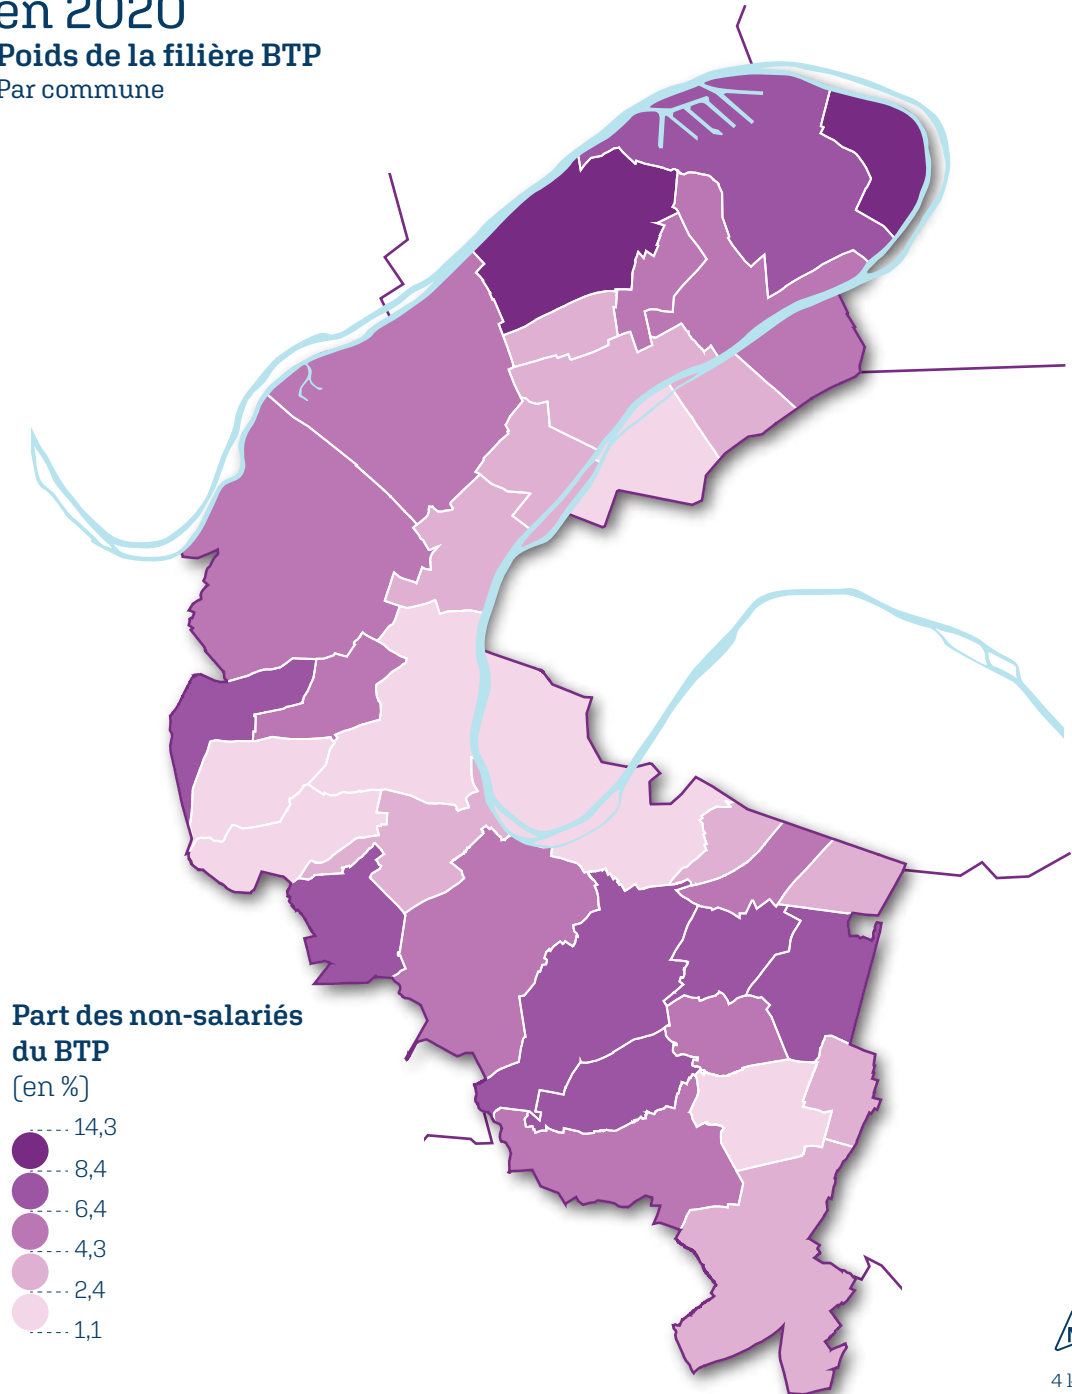 en 2020
Poids de la filière BTP
Par commune
Part des non-salariés
du BTP
(en %)
14,3
8,4
6,4
4,3
2,4
1,1
4